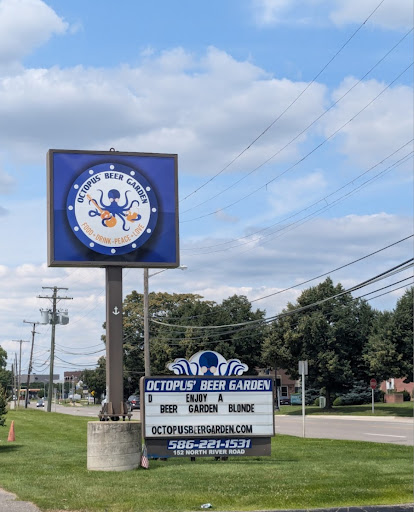 OCTOPUS' BEER GARDEN
FOOD • DRINK • PEACE • LOVE
OCTOPUS' BEER GARDEN
D ENJOY A
BEER GARDEN BLONDE
OCTOPUSBEERGARDEN.COM
586-221-1531
152 NORTH RIVER ROAD